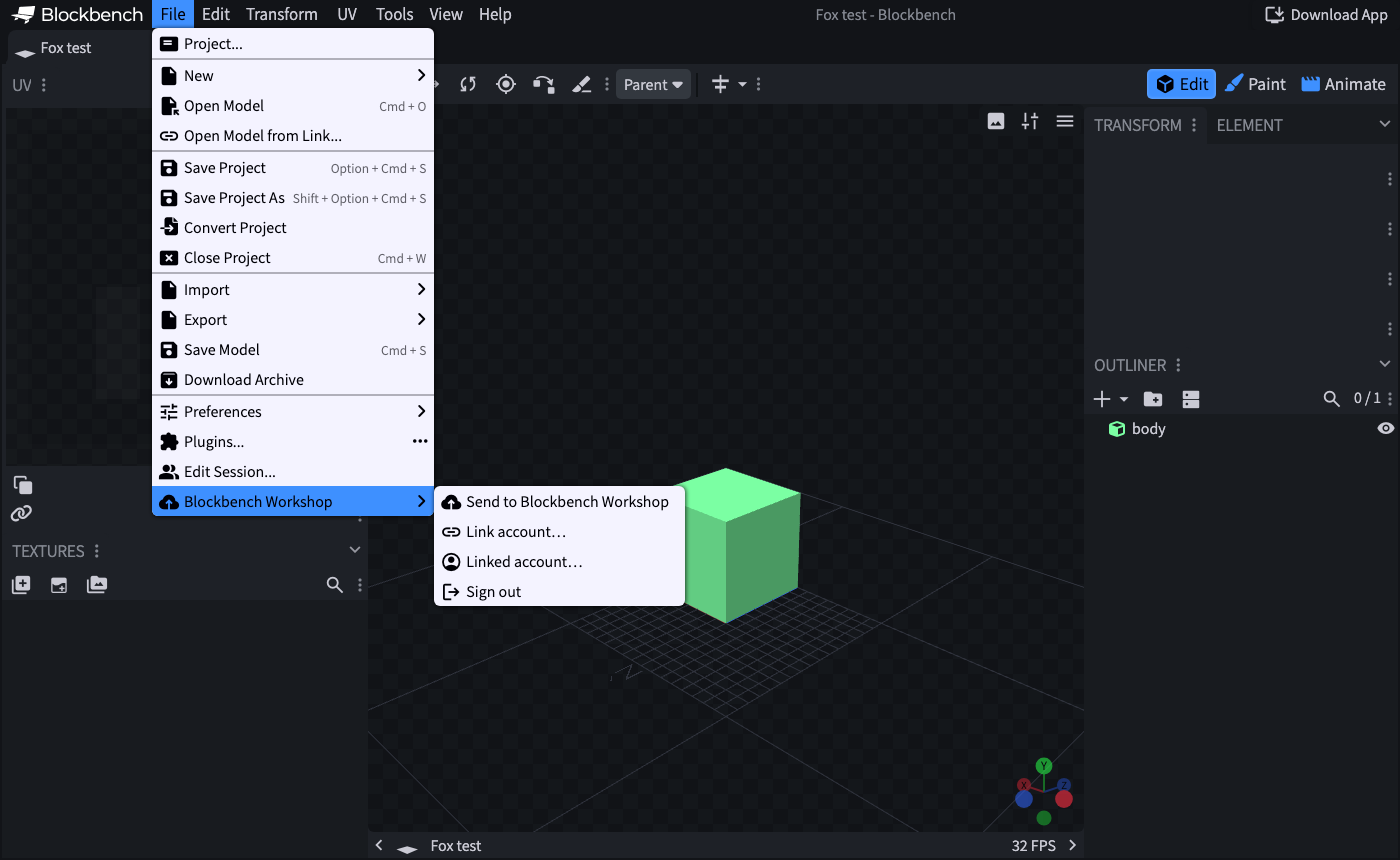 Blockbench
File Edit Transform UV Tools View Help
Fox test - Blockbench
Download App
Fox test
UV
Parent
Edit
Paint
Animate
Project...
New
Open Model Cmd + O
Open Model from Link...
Save Project Option + Cmd + S
Save Project As Shift + Option + Cmd + S
Convert Project
Close Project Cmd + W
Import
Export
Save Model Cmd + S
Download Archive
Preferences
Plugins...
Edit Session...
Blockbench Workshop
Send to Blockbench Workshop
Link account…
Linked account…
Sign out
TEXTURES
TRANSFORM
ELEMENT
OUTLINER
0 / 1
body
Y
X
Z
N
Fox test
32 FPS